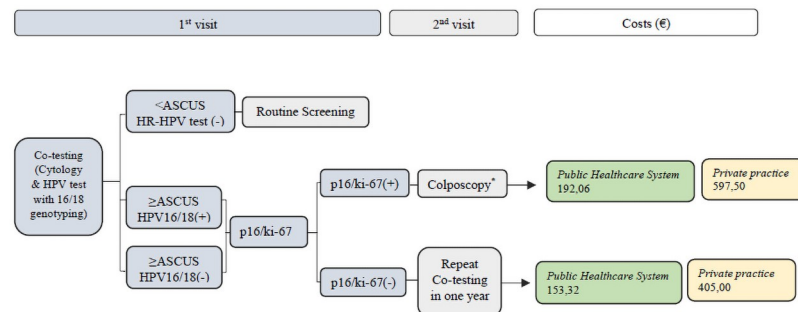 1st visit
2nd visit
Costs (€)
<ASCUS
HR-HPV test (-)
Routine Screening
Co-testing
(Cytology
& HPV test
with 16/18
genotyping)
≥ASCUS
HPV16/18(+)
≥ASCUS
HPV16/18(-)
p16/ki-67
p16/ki-67(+)
Colposcopy*
Public Healthcare System
192,06
Private practice
597,50
p16/ki-67(-)
Repeat
Co-testing
in one year
Public Healthcare System
153,32
Private practice
405,00